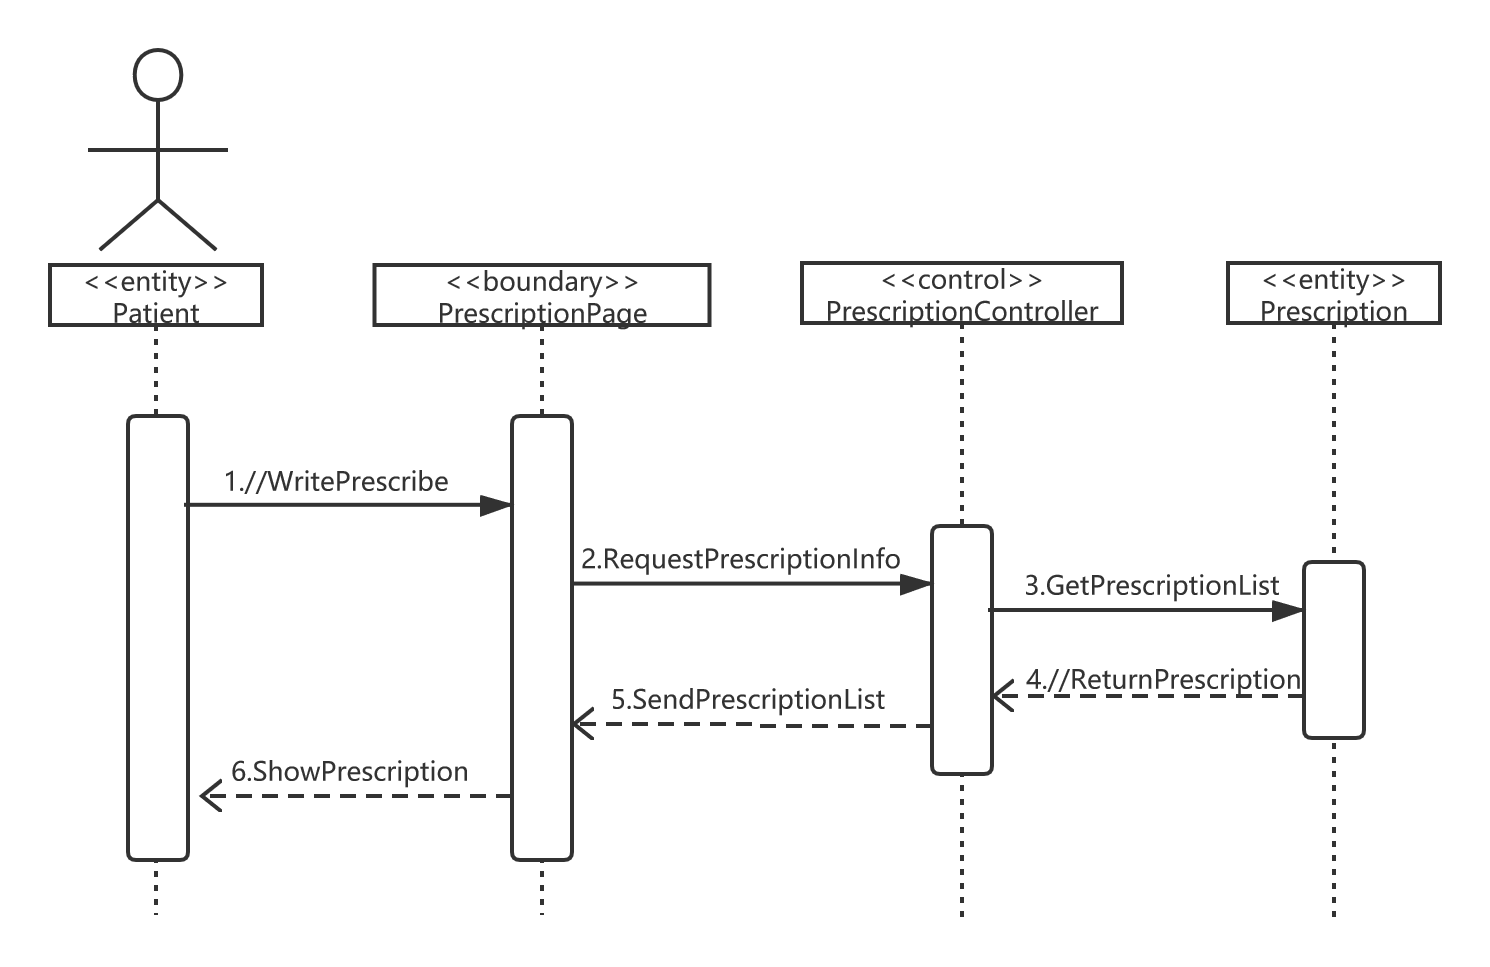 <<entity>>
Patient
<<boundary>>
PrescriptionPage
<<control>>
PrescriptionController
<<entity>>
Prescription
1.//WritePrescribe
2.RequestPrescriptionInfo
3.GetPrescriptionList
4.//ReturnPrescription
5.SendPrescriptionList
6.ShowPrescription